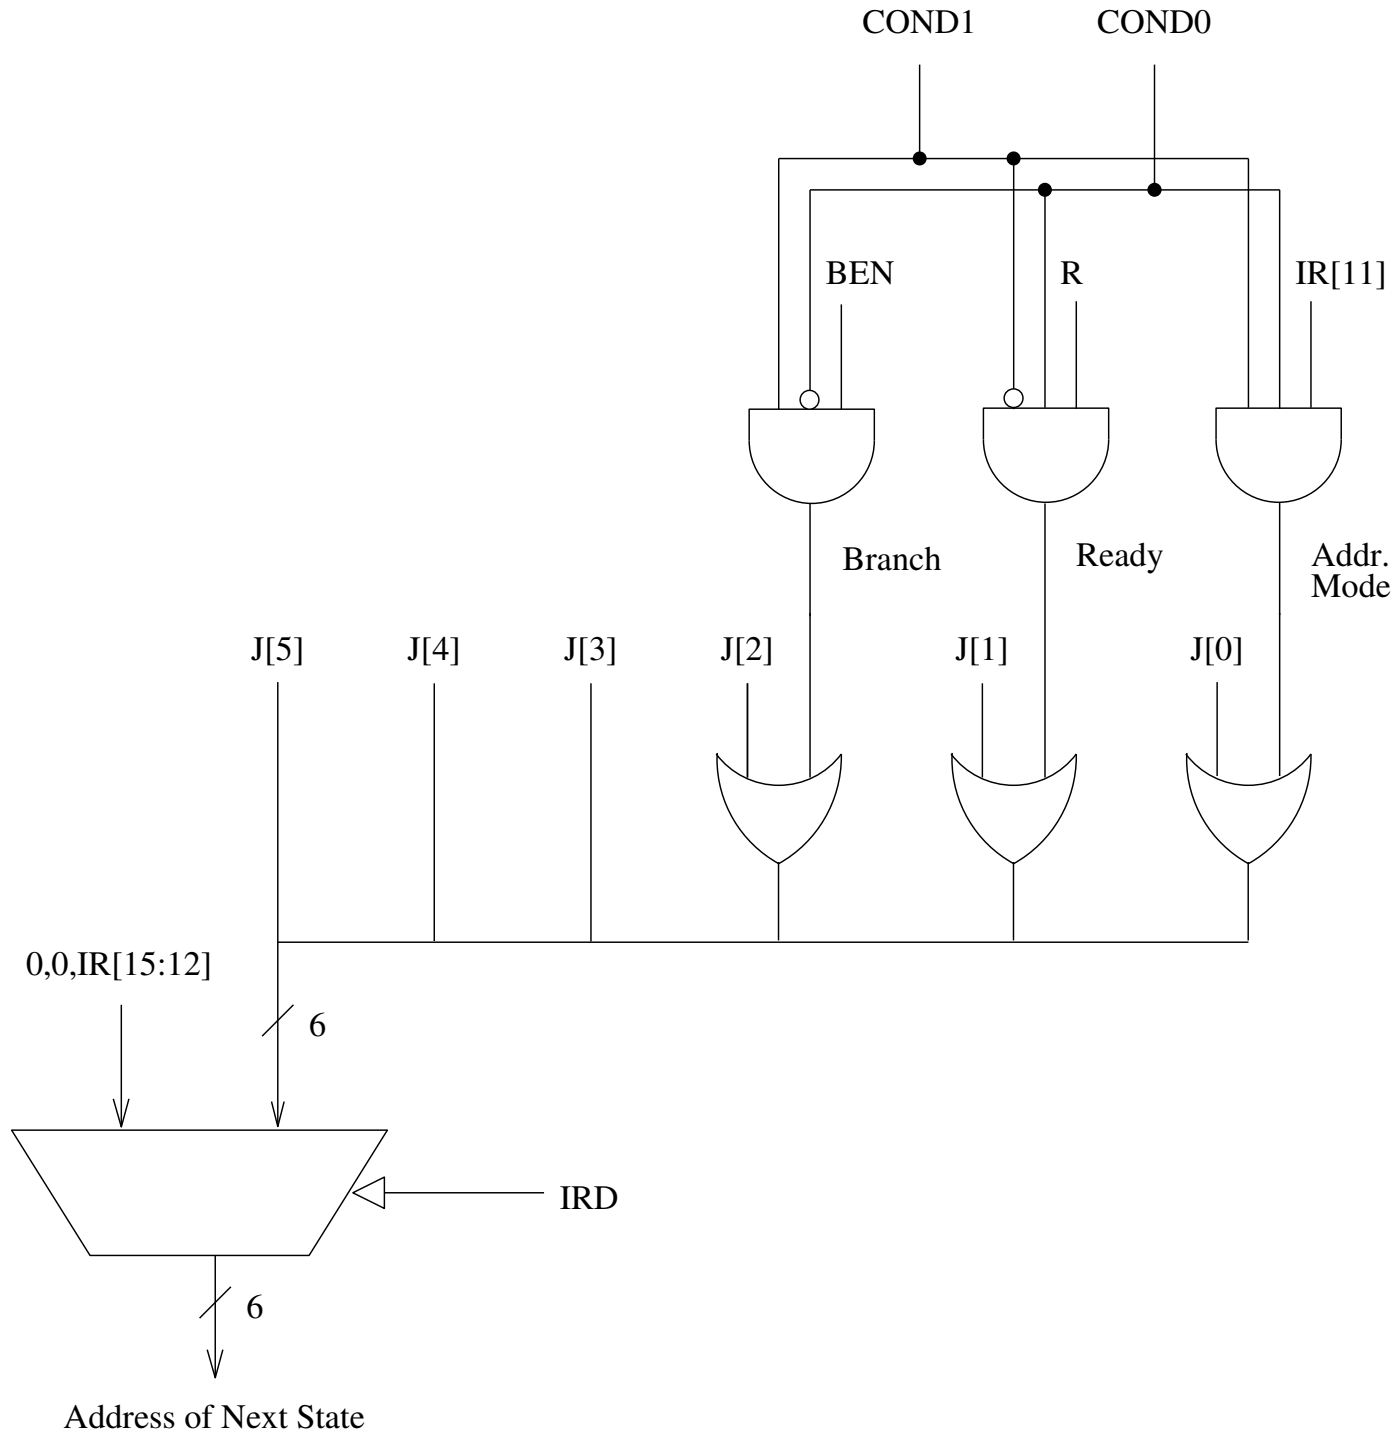 COND1
COND0
BEN
R
IR[11]
Branch
Ready
Addr.
Mode
J[5]
J[4]
J[3]
J[2]
J[1]
J[0]
0,0,IR[15:12]
6
IRD
6
Address of Next State